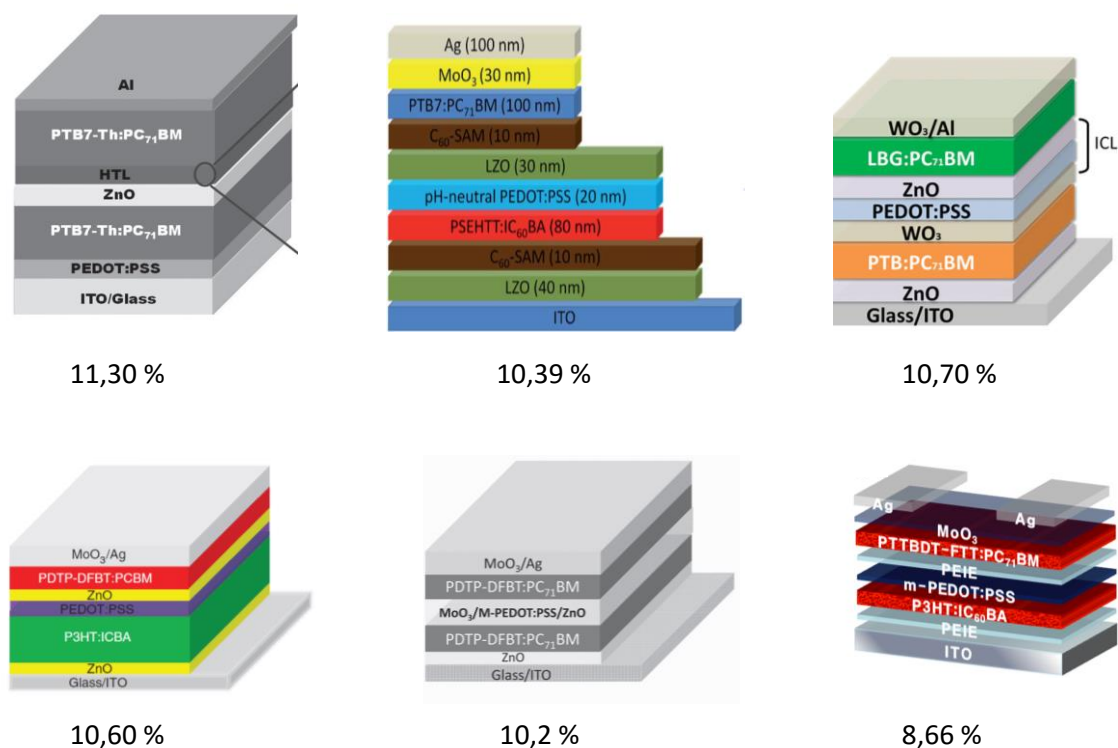 Al
PTB7-Th:PC₇₁BM
HTL
ZnO
PTB7-Th:PC₇₁BM
PEDOT:PSS
ITO/Glass
11,30 %
Ag (100 nm)
MoO₃ (30 nm)
PTB7:PC₇₁BM (100 nm)
C₆₀-SAM (10 nm)
LZO (30 nm)
pH-neutral PEDOT:PSS (20 nm)
PSEHTT:IC₆₀BA (80 nm)
C₆₀-SAM (10 nm)
LZO (40 nm)
ITO
10,39 %
WO₃/Al
LBG:PC₇₁BM
ICL
ZnO
PEDOT:PSS
WO₃
PTB:PC₇₁BM
ZnO
Glass/ITO
10,70 %
MoO₃/Ag
PDTP-DFBT:PCBM
ZnO
PEDOT:PSS
P3HT:ICBA
ZnO
Glass/ITO
10,60 %
MoO₃/Ag
PDTP-DFBT:PC₇₁BM
MoO₃/M-PEDOT:PSS/ZnO
PDTP-DFBT:PC₇₁BM
ZnO
Glass/ITO
10,2 %
Ag
Ag
MoO₃
PTTBDT-FTT:PC₇₁BM
PEIE
m-PEDOT:PSS
P3HT:IC₆₀BA
PEIE
ITO
8,66 %